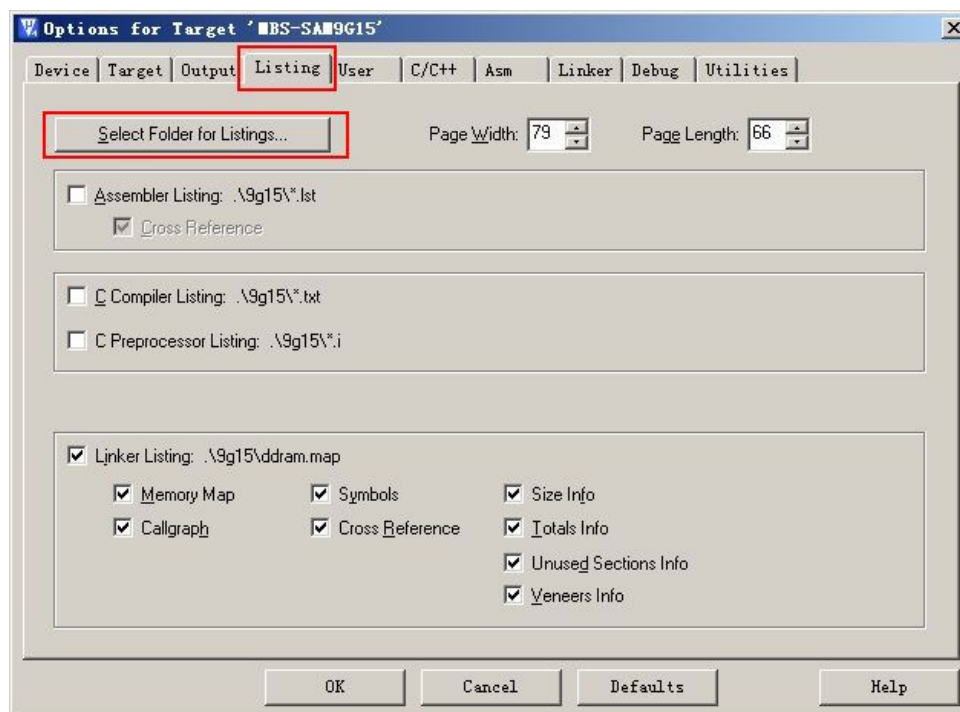 Options for Target 'MBS-SAM9G15'
Device Target Output Listing User C/C++ Asm Linker Debug Utilities
Select Folder for Listings... Page Width: 79 Page Length: 66
Assembler Listing: .\9g15\*.lst
Cross Reference
C Compiler Listing: .\9g15\*.txt
C Preprocessor Listing: .\9g15\*.i
Linker Listing: .\9g15\ddram.map
Memory Map Symbols Size Info
Callgraph Cross Reference Totals Info
Unused Sections Info
Veneers Info
OK Cancel Defaults Help